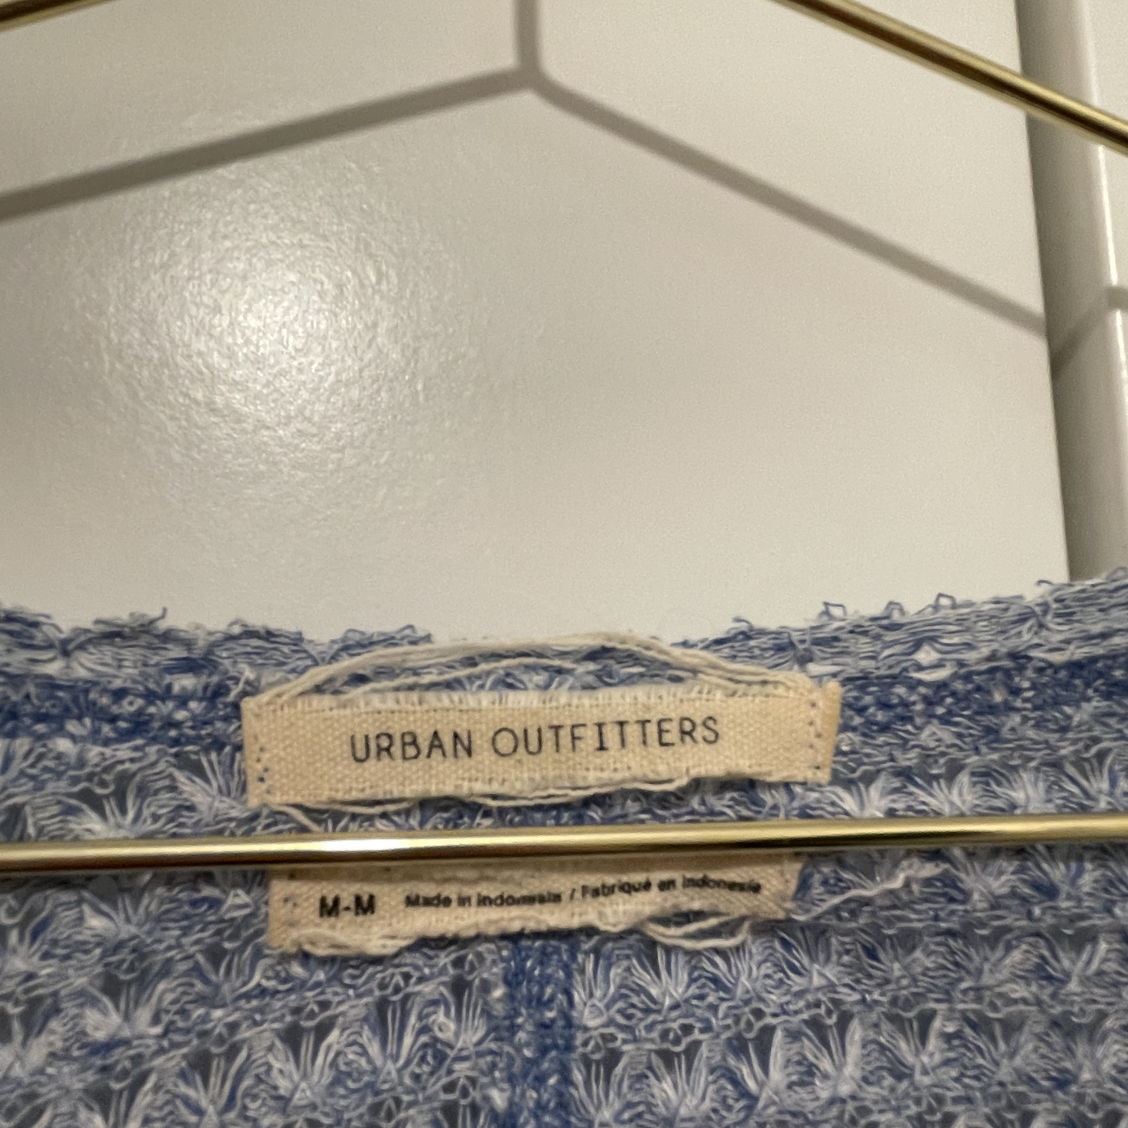 URBAN OUTFITTERS
M-M Made in Indonesia / Fabriqué en Indonésie